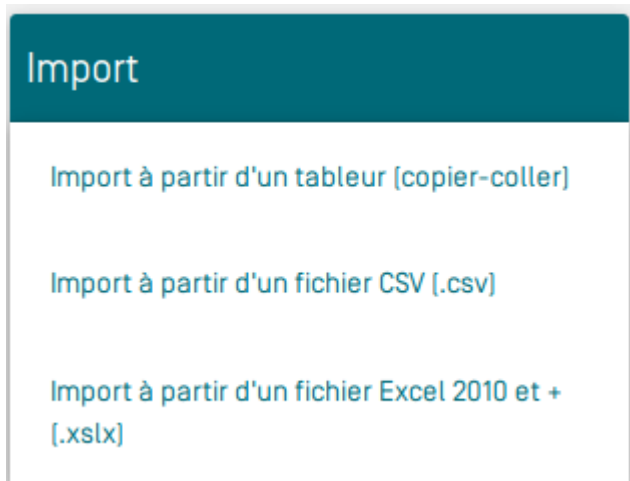 Import
Import à partir d'un tableur (copier-coller)
Import à partir d'un fichier CSV (.csv)
Import à partir d'un fichier Excel 2010 et +
(.xslx)